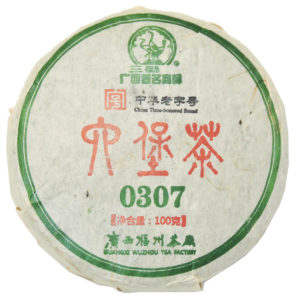 三鹤
广西著名商标
中华老字号
China Time-honored Brand
六堡茶
0307
【净含量：100克】
广西梧州茶厂
GUANGXI WUZHOU TEA FACTORY